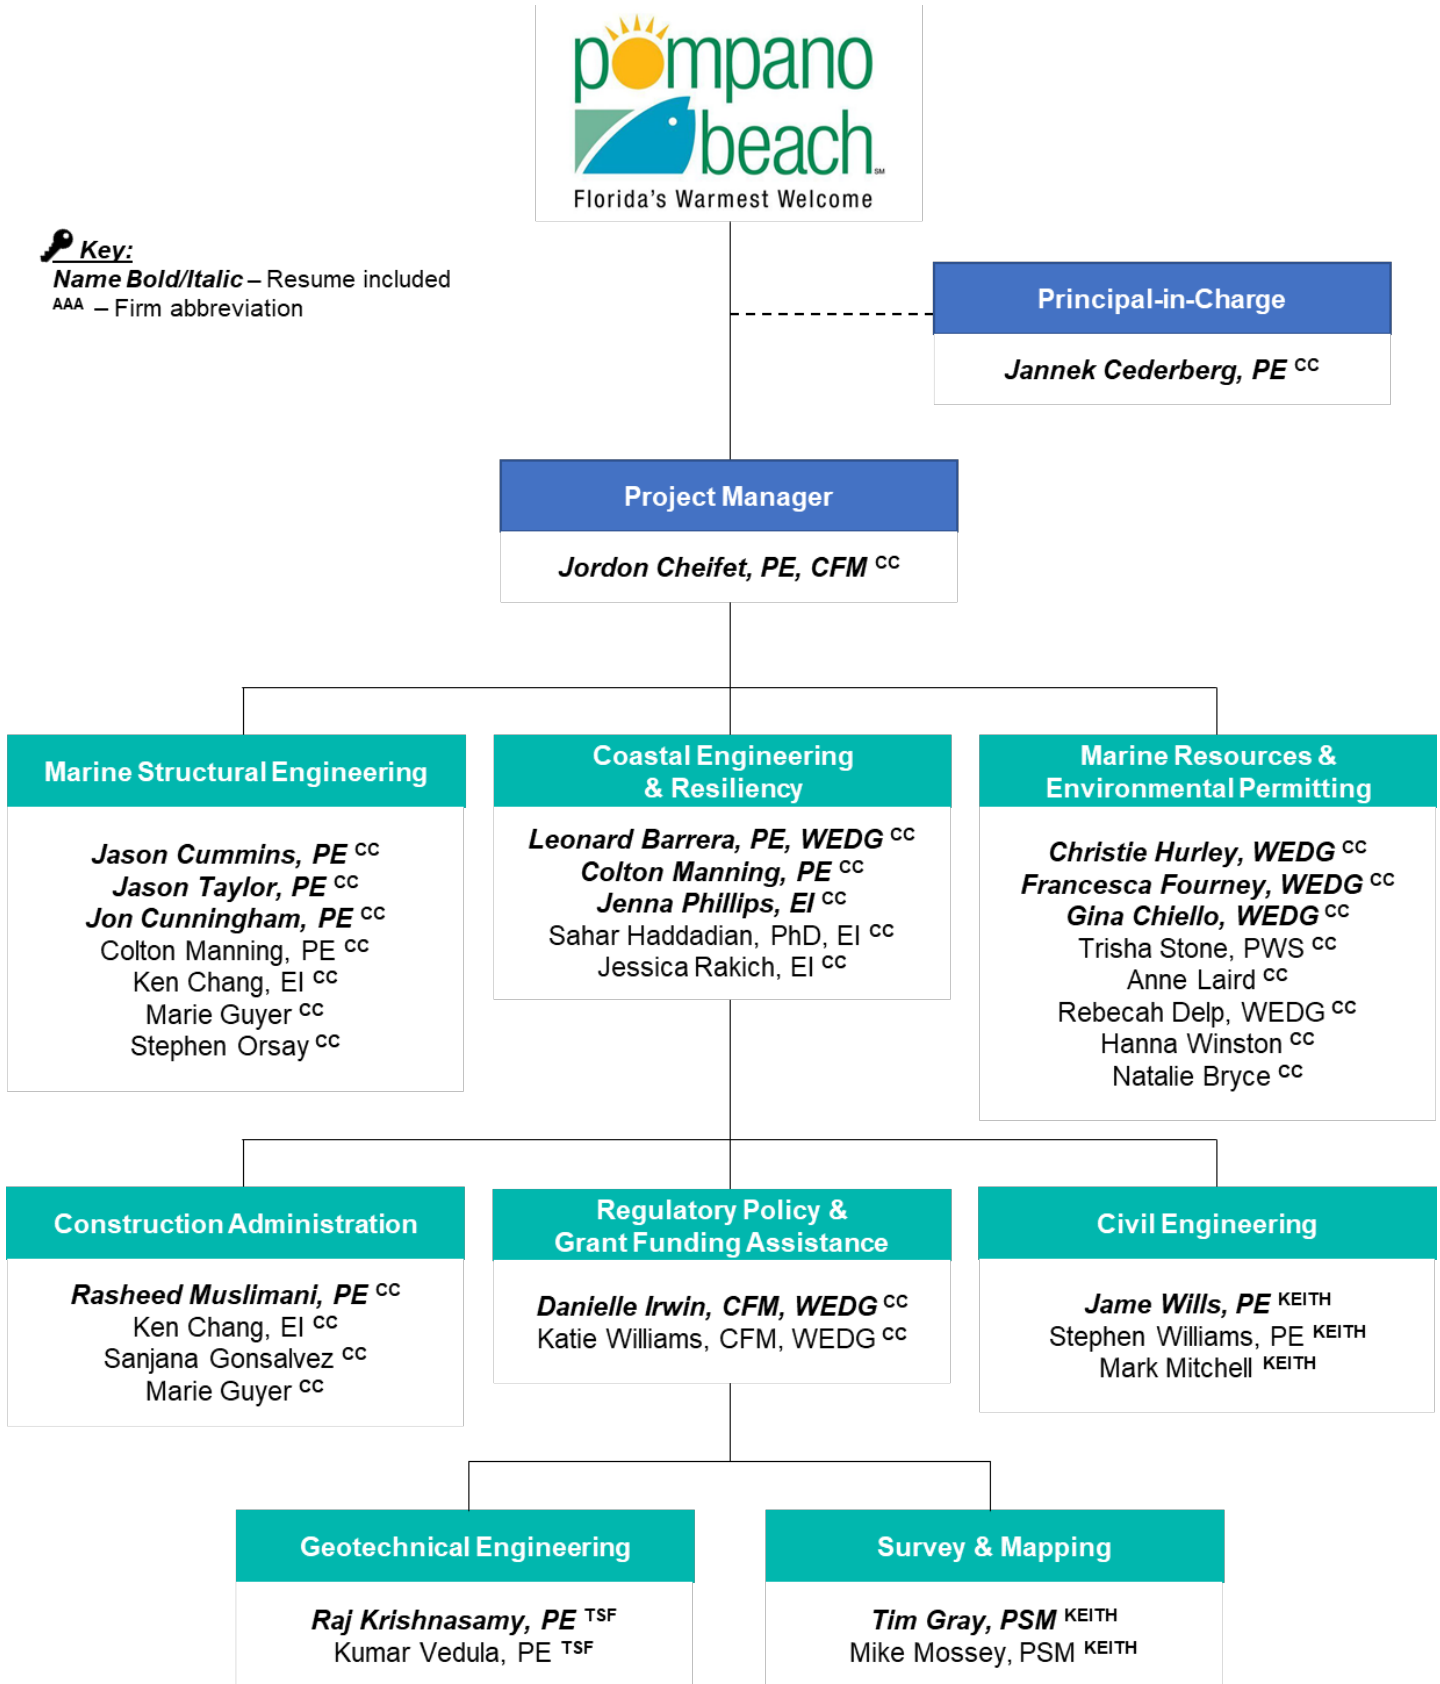 pompano
beach SM
Florida's Warmest Welcome
Key:
Name Bold/Italic – Resume included
AAA – Firm abbreviation
Principal-in-Charge
Jannek Cederberg, PE CC
Project Manager
Jordon Cheifet, PE, CFM CC
Marine Structural Engineering
Jason Cummins, PE CC
Jason Taylor, PE CC
Jon Cunningham, PE CC
Colton Manning, PE CC
Ken Chang, EI CC
Marie Guyer CC
Stephen Orsay CC
Coastal Engineering
& Resiliency
Leonard Barrera, PE, WEDG CC
Colton Manning, PE CC
Jenna Phillips, EI CC
Sahar Haddadian, PhD, EI CC
Jessica Rakich, EI CC
Marine Resources &
Environmental Permitting
Christie Hurley, WEDG CC
Francesca Fourney, WEDG CC
Gina Chiello, WEDG CC
Trisha Stone, PWS CC
Anne Laird CC
Rebecah Delp, WEDG CC
Hanna Winston CC
Natalie Bryce CC
Construction Administration
Rasheed Muslimani, PE CC
Ken Chang, EI CC
Sanjana Gonsalvez CC
Marie Guyer CC
Regulatory Policy &
Grant Funding Assistance
Danielle Irwin, CFM, WEDG CC
Katie Williams, CFM, WEDG CC
Civil Engineering
Jame Wills, PE KEITH
Stephen Williams, PE KEITH
Mark Mitchell KEITH
Geotechnical Engineering
Raj Krishnasamy, PE TSF
Kumar Vedula, PE TSF
Survey & Mapping
Tim Gray, PSM KEITH
Mike Mossey, PSM KEITH